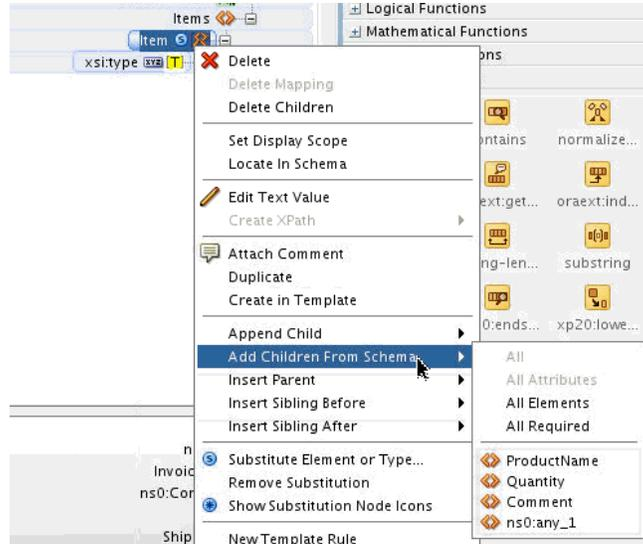 Items
Logical Functions
Item
Mathematical Functions
xsi:type XYZ [T]
ons
Delete
Delete Mapping
Delete Children
ntains
normalize...
Set Display Scope
Locate In Schema
Edit Text Value
ext:get...
oraext:ind...
Create XPath
Attach Comment
ng-len...
substring
Duplicate
Create in Template
0:ends...
xp20:lowe...
Append Child
Add Children From Schema
All
Insert Parent
All Attributes
Insert Sibling Before
All Elements
Insert Sibling After
All Required
n
Substitute Element or Type...
ProductName
Invoic
Remove Substitution
Quantity
ns0:Cor
Show Substitution Node Icons
Comment
ns0:any_1
Ship
New Template Rule